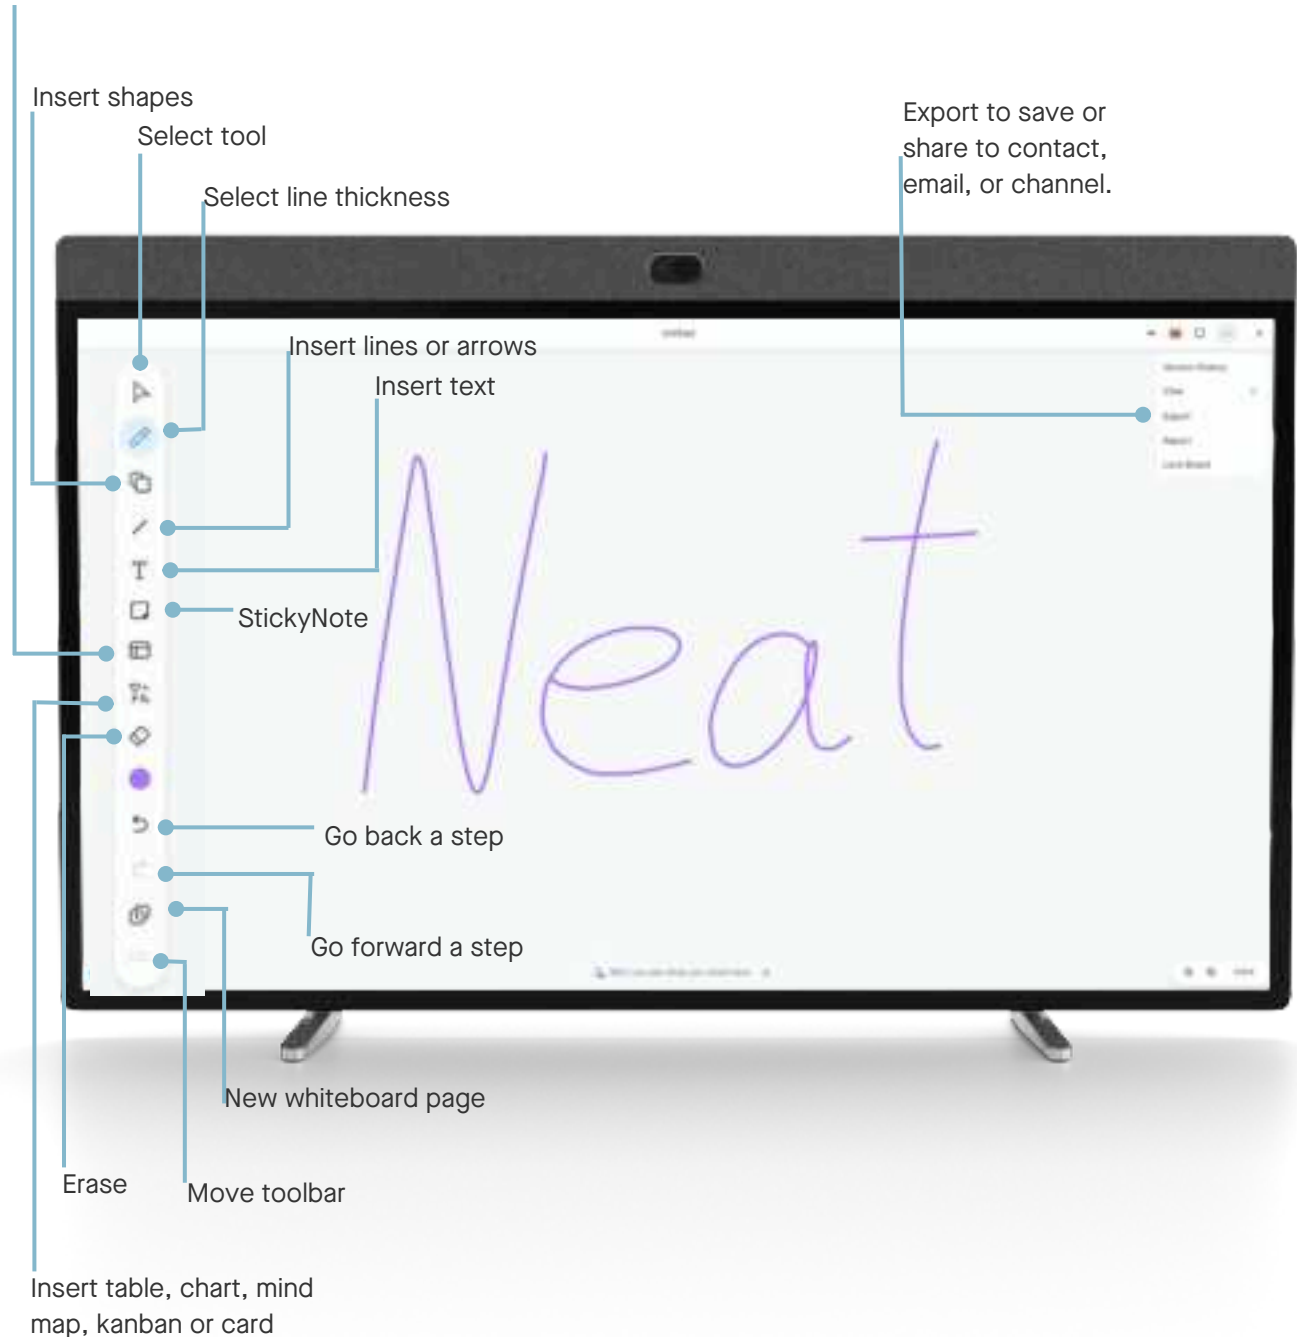 Insert shapes
Select tool
Select line thickness
Export to save or
share to contact,
email, or channel.
Insert lines or arrows
Insert text
StickyNote
Neat
Export
Go back a step
Go forward a step
New whiteboard page
Erase
Move toolbar
Insert table, chart, mind
map, kanban or card